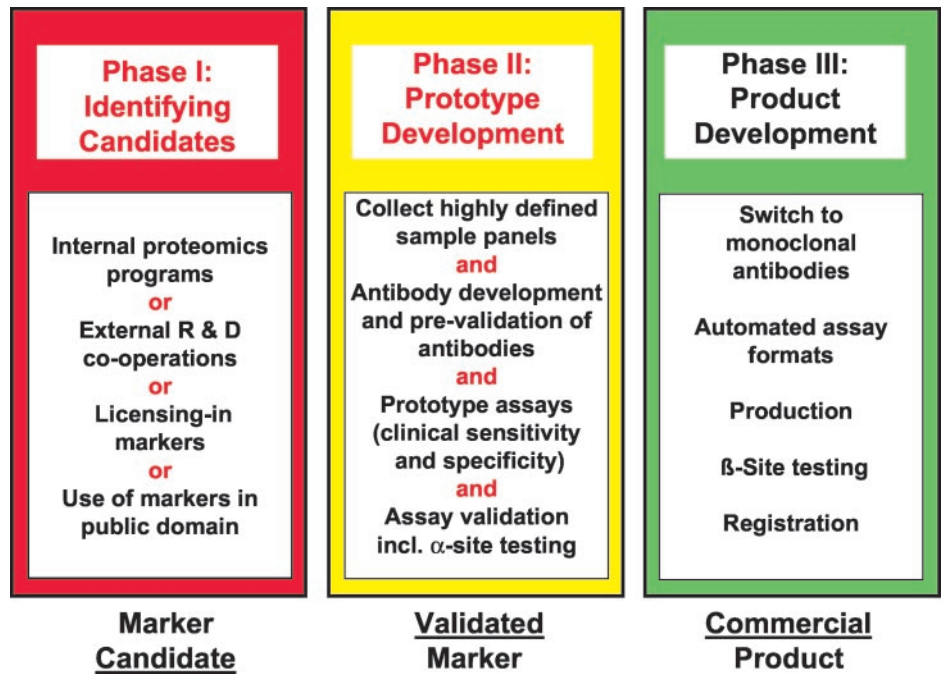 Phase I:
Identifying
Candidates
Internal proteomics
programs
or
External R & D
co-operations
or
Licensing-in
markers
or
Use of markers in
public domain
Marker
Candidate
Phase II:
Prototype
Development
Collect highly defined
sample panels
and
Antibody development
and pre-validation of
antibodies
and
Prototype assays
(clinical sensitivity
and specificity)
and
Assay validation
incl. α-site testing
Validated
Marker
Phase III:
Product
Development
Switch to
monoclonal
antibodies
Automated assay
formats
Production
ß-Site testing
Registration
Commercial
Product